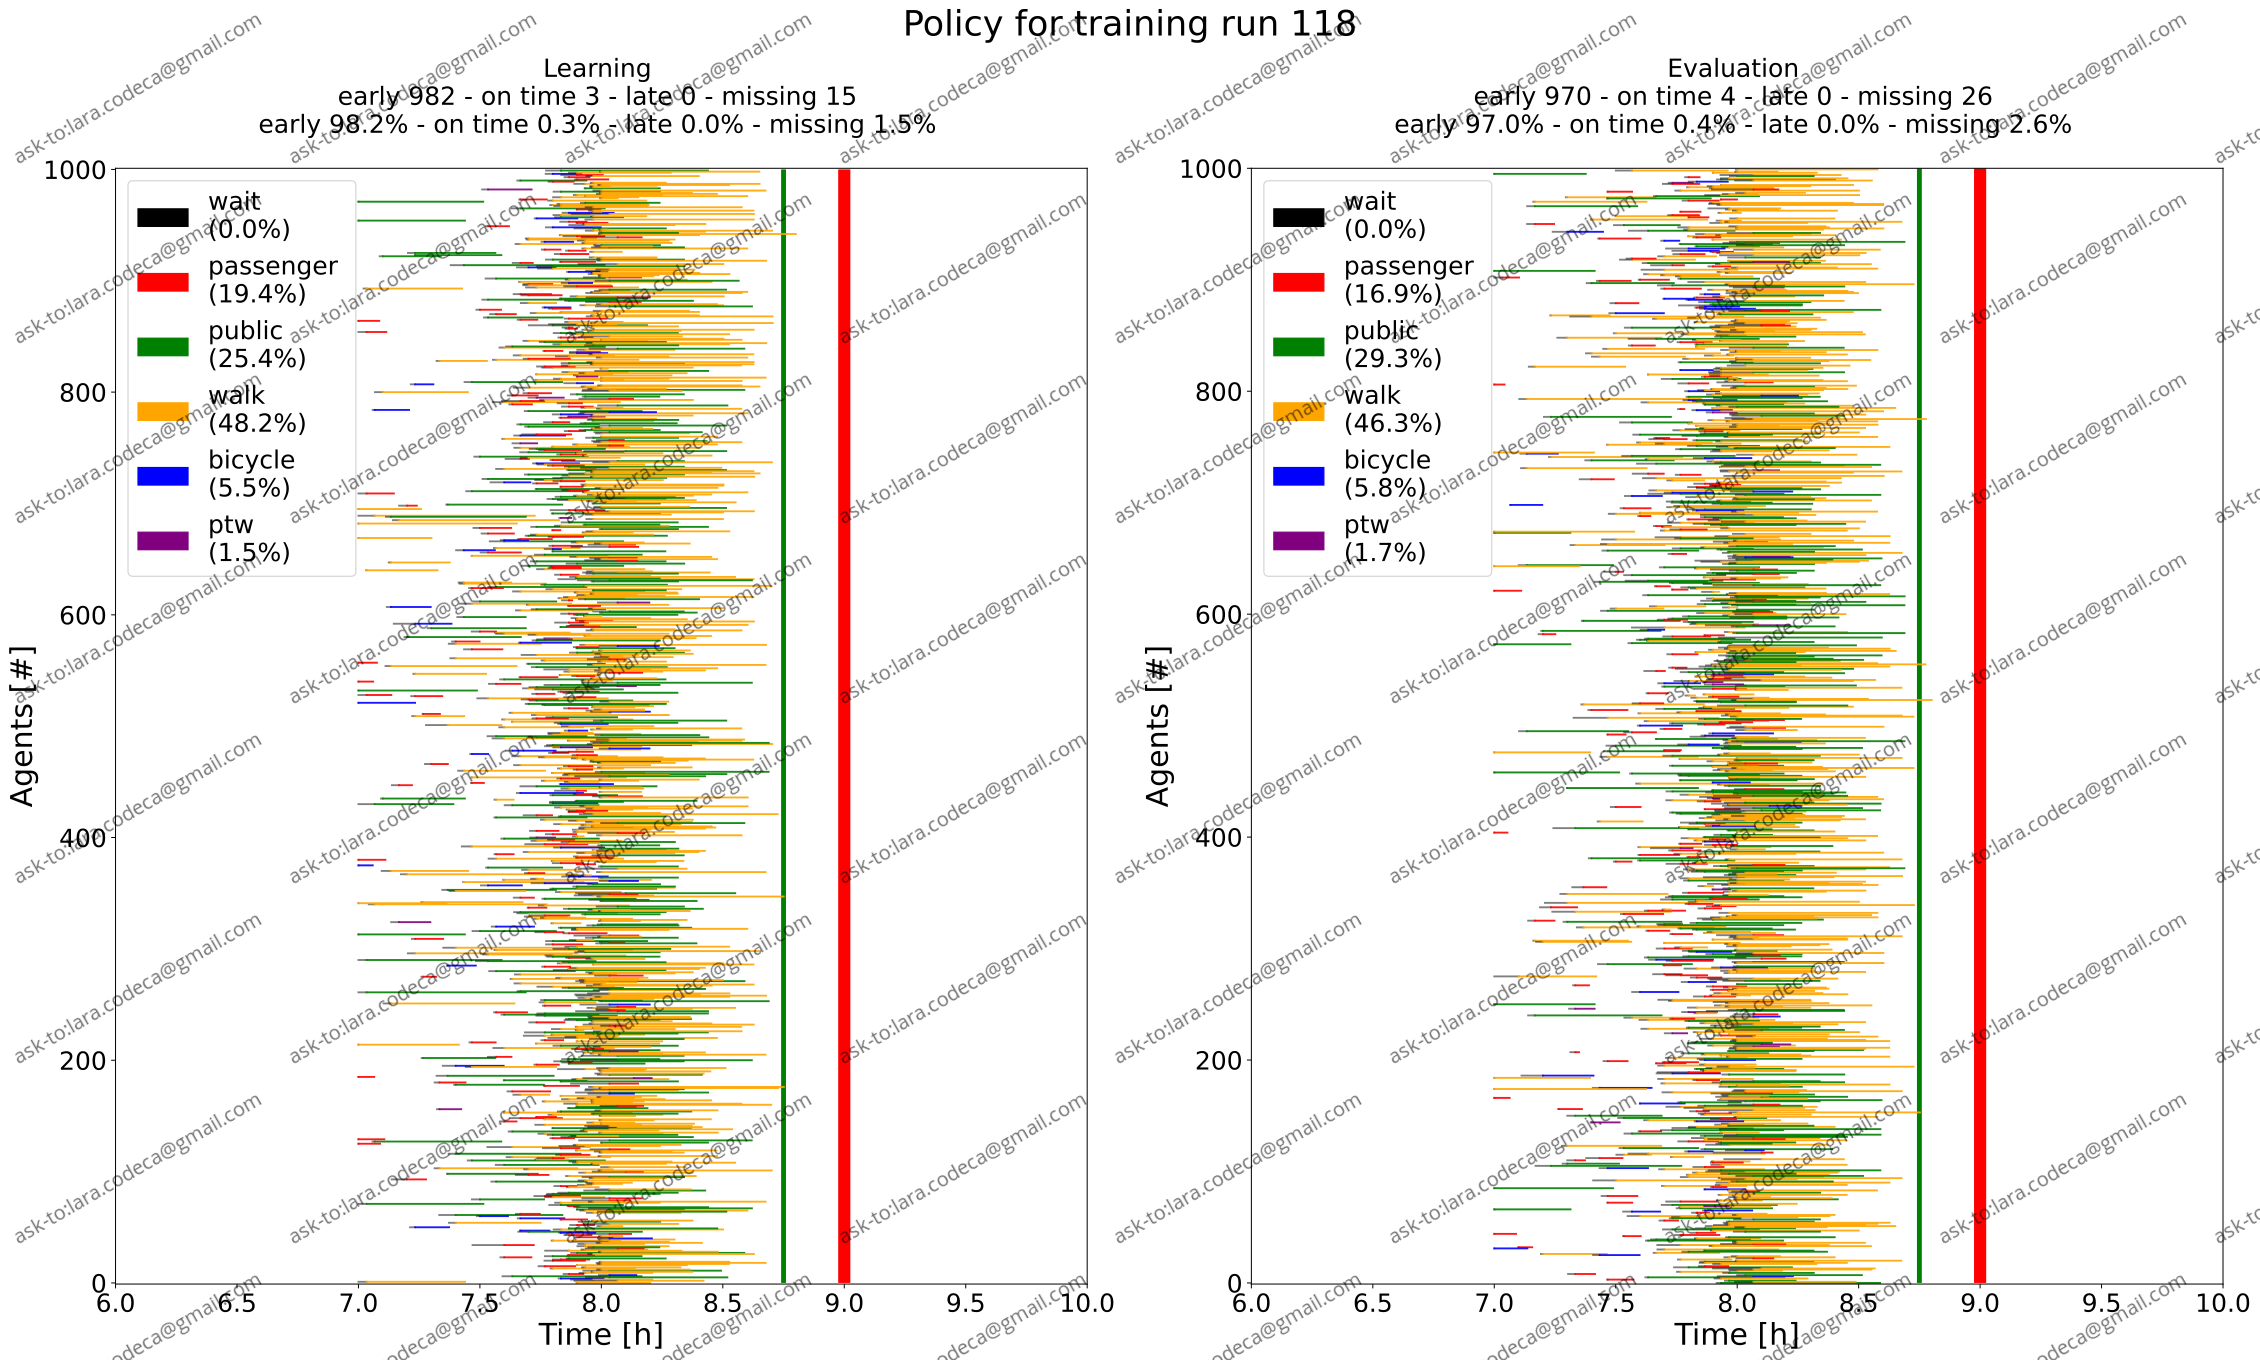 Policy for training run 118
Learning
early 982 - on time 3 - late 0 - missing 15
early 98.2% - on time 0.3% - late 0.0% - missing 1.5%
Evaluation
early 970 - on time 4 - late 0 - missing 26
early 97.0% - on time 0.4% - late 0.0% - missing 2.6%
1000
800
600
400
200
0
Agents [#]
wait
(0.0%)
passenger
(19.4%)
public
(25.4%)
walk
(48.2%)
bicycle
(5.5%)
ptw
(1.5%)
6.0 6.5 7.0 7.5 8.0 8.5 9.0 9.5 10.0
Time [h]
1000
800
600
400
200
0
Agents [#]
wait
(0.0%)
passenger
(16.9%)
public
(29.3%)
walk
(46.3%)
bicycle
(5.8%)
ptw
(1.7%)
6.0 6.5 7.0 7.5 8.0 8.5 9.0 9.5 10.0
Time [h]
ask-to:lara.codeca@gmail.com